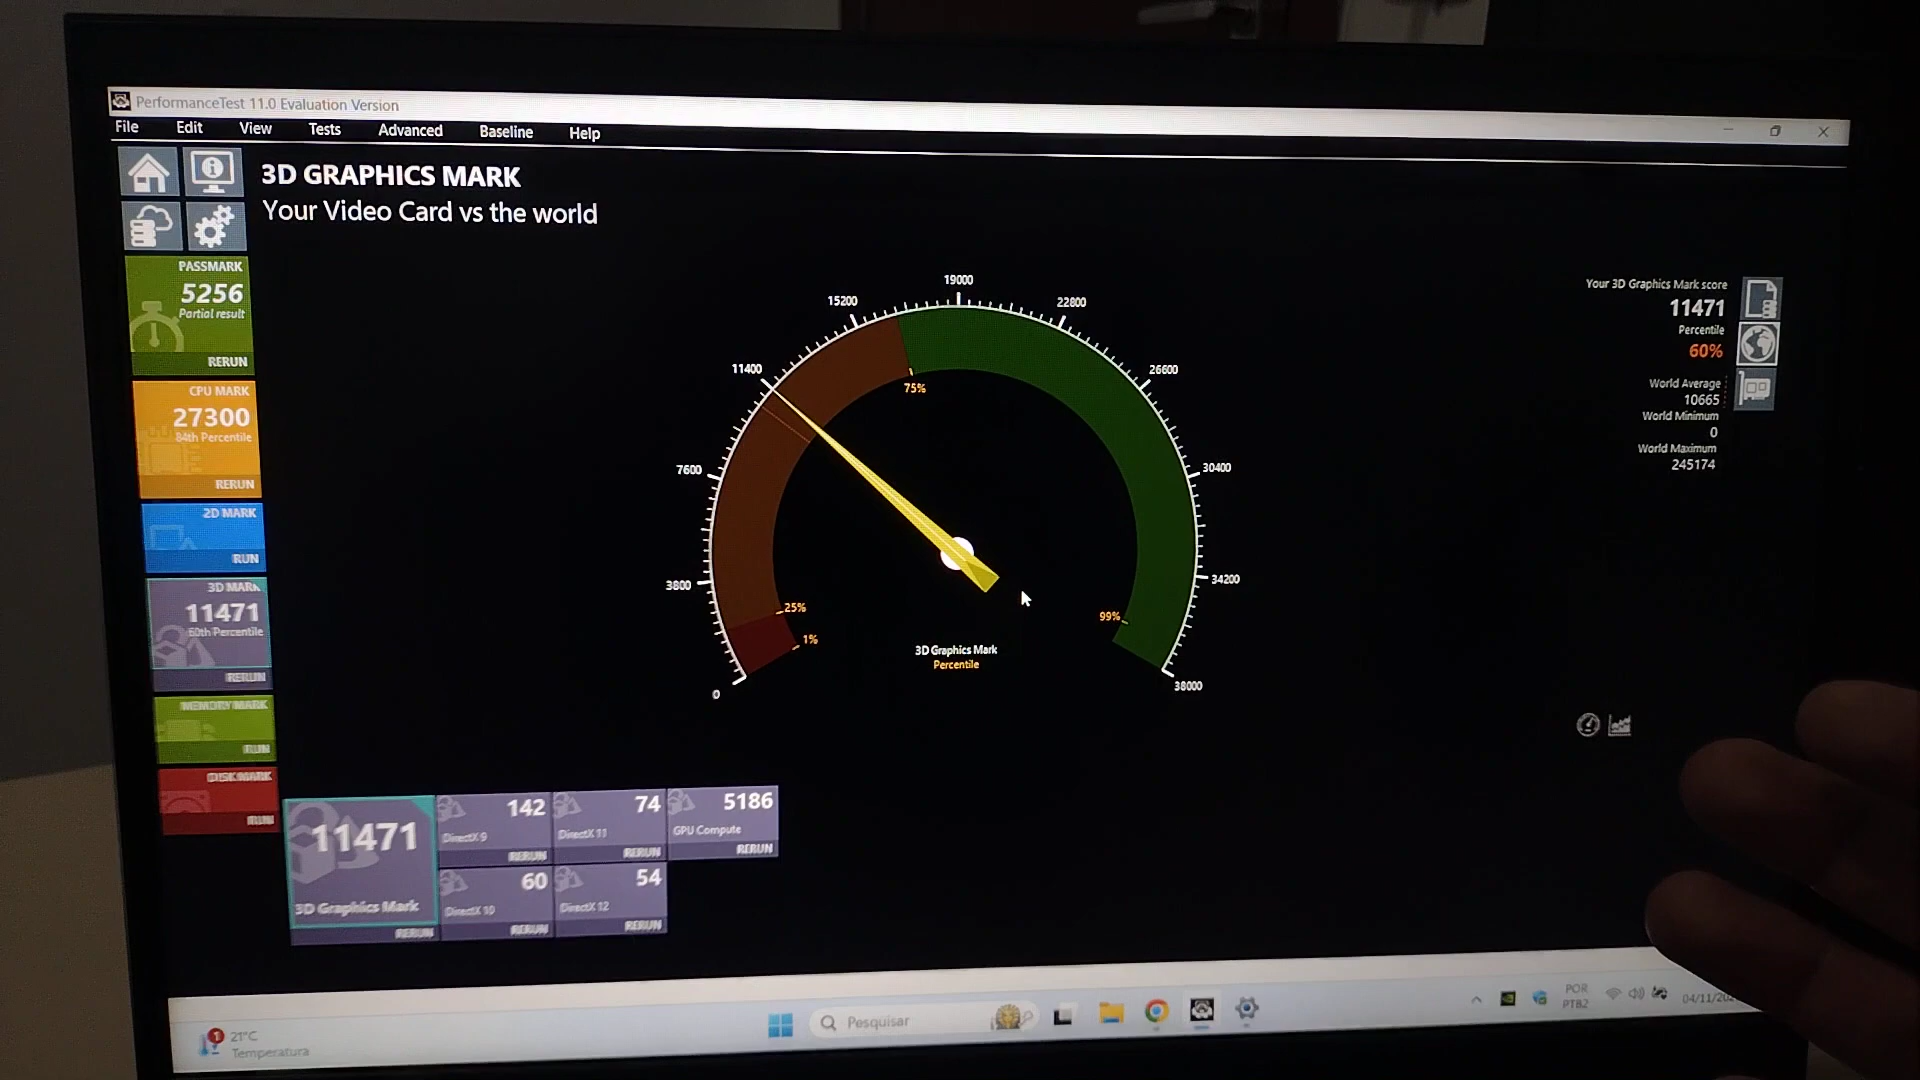 PerformanceTest 11.0 Evaluation Version
File Edit View Tests Advanced Baseline Help
3D GRAPHICS MARK
Your Video Card vs the world
PASSMARK
5256
Partial result
RERUN
CPU MARK
27300
84th Percentile
RERUN
2D MARK
RUN
3D MARK
11471
60th Percentile
RERUN
MEMORY MARK
RUN
DISK MARK
RUN
0
3800
7600
11400
15200
19000
22800
26600
30400
34200
38000
1%
25%
75%
99%
3D Graphics Mark
Percentile
Your 3D Graphics Mark score
11471
Percentile
60%
World Average
10665
World Minimum
0
World Maximum
245174
11471
3D Graphics Mark
RERUN
142
DirectX 9
RERUN
74
DirectX 11
RERUN
5186
GPU Compute
RERUN
60
DirectX 10
RERUN
54
DirectX 12
RERUN
1
21°C
Temperatura
Pesquisar
POR
PTB2
04/11/20